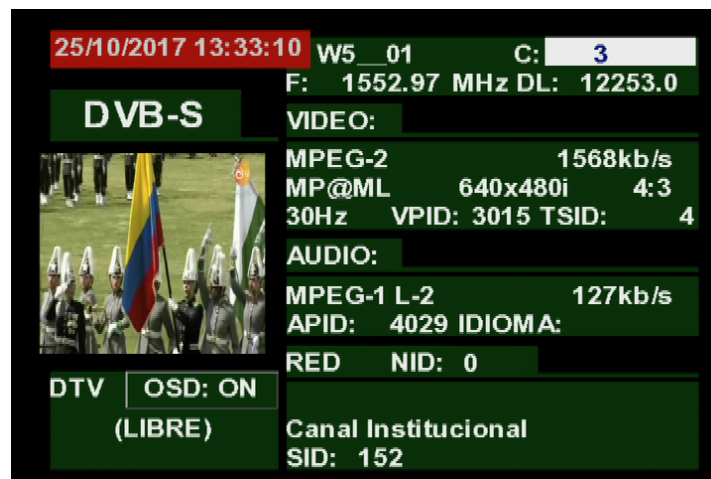 25/10/2017 13:33:10 W5__01 C: 3
F: 1552.97 MHz DL: 12253.0
DVB-S
VIDEO:
MPEG-2 1568kb/s
MP@ML 640x480i 4:3
30Hz VPID: 3015 TSID: 4
AUDIO:
MPEG-1 L-2 127kb/s
APID: 4029 IDIOMA:
RED NID: 0
DTV OSD: ON
(LIBRE)
Canal Institucional
SID: 152